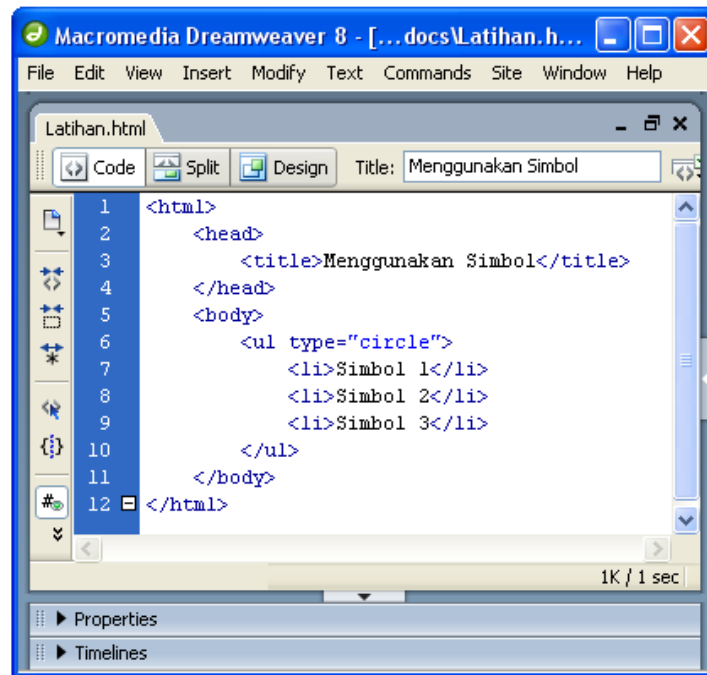 Macromedia Dreamweaver 8 - [...docs\Latihan.h...
File Edit View Insert Modify Text Commands Site Window Help
Latihan.html
Code Split Design Title: Menggunakan Simbol
1 <html>
2 <head>
3 <title>Menggunakan Simbol</title>
4 </head>
5 <body>
6 <ul type="circle">
7 <li>Simbol 1</li>
8 <li>Simbol 2</li>
9 <li>Simbol 3</li>
10 </ul>
11 </body>
12 </html>
1K / 1 sec
Properties
Timelines